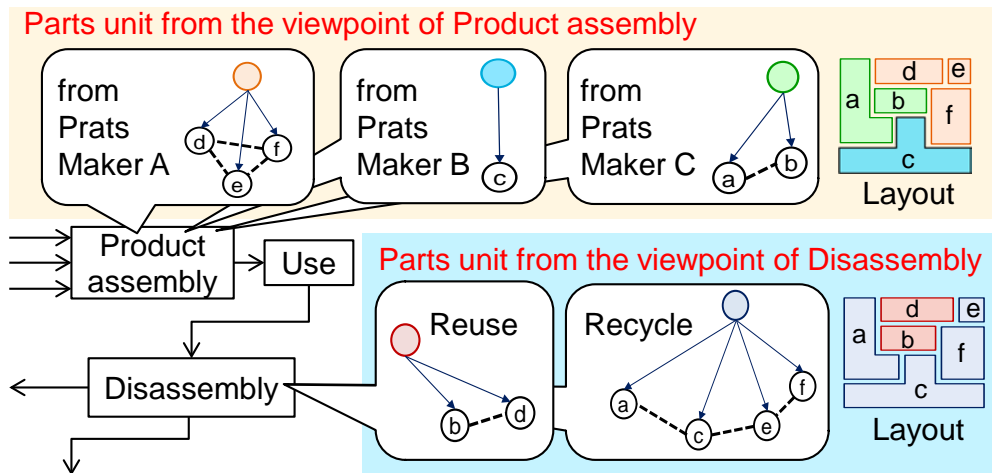 Parts unit from the viewpoint of Product assembly
from
Prats
Maker A
d
f
e
from
Prats
Maker B
c
from
Prats
Maker C
a
b
d
e
a
b
f
c
Layout
Product
assembly
Use
Parts unit from the viewpoint of Disassembly
Disassembly
Reuse
b
d
Recycle
a
c
e
f
d
e
a
b
f
c
Layout